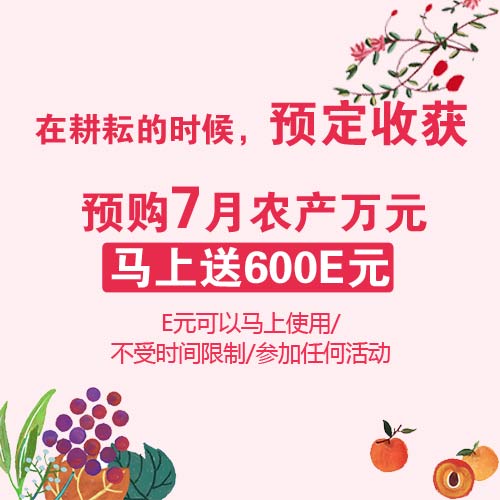 在耕耘的时候，预定收获
预购7月农产万元
马上送600E元
E元可以马上使用/
不受时间限制/参加任何活动